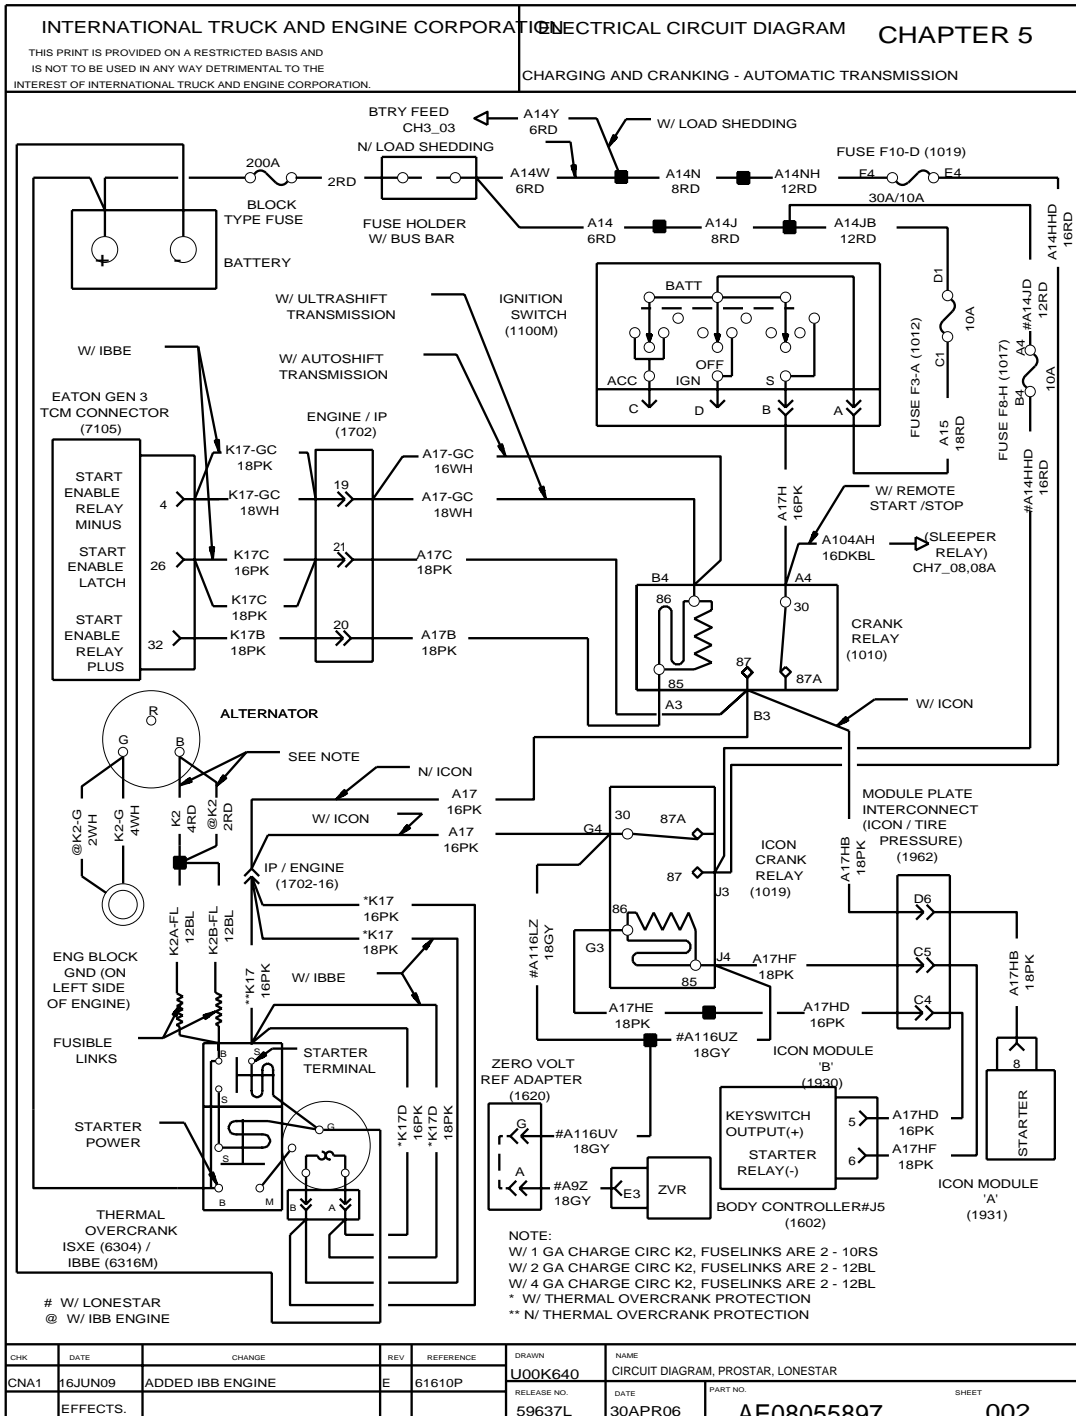 INTERNATIONAL TRUCK AND ENGINE CORPORATION
ELECTRICAL CIRCUIT DIAGRAM
CHAPTER 5
THIS PRINT IS PROVIDED ON A RESTRICTED BASIS AND
IS NOT TO BE USED IN ANY WAY DETRIMENTAL TO THE
INTEREST OF INTERNATIONAL TRUCK AND ENGINE CORPORATION.
CHARGING AND CRANKING - AUTOMATIC TRANSMISSION
BTRY FEED
CH3_03
A14Y
6RD
W/ LOAD SHEDDING
N/ LOAD SHEDDING
FUSE F10-D (1019)
200A
2RD
A14W
6RD
A14N
8RD
A14NH
12RD
F4
E4
30A/10A
BLOCK
TYPE FUSE
FUSE HOLDER
W/ BUS BAR
A14
6RD
A14J
8RD
A14JB
12RD
A14HHD
16RD
+
-
BATTERY
W/ ULTRASHIFT
TRANSMISSION
IGNITION
SWITCH
(1100M)
BATT
OFF
ACC
IGN
S
C
D
B
A
D1
10A
C1
FUSE F3-A (1012)
#A14JD
12RD
A4
10A
B4
FUSE F8-H (1017)
A15
18RD
#A14HHD
16RD
W/ IBBE
W/ AUTOSHIFT
TRANSMISSION
EATON GEN 3
TCM CONNECTOR
(7105)
ENGINE / IP
(1702)
START
ENABLE
RELAY
MINUS
4
K17-GC
18PK
K17-GC
18WH
19
A17-GC
16WH
A17-GC
18WH
A17H
16PK
W/ REMOTE
START /STOP
START
ENABLE
LATCH
26
K17C
16PK
21
A17C
18PK
A104AH
16DKBL
(SLEEPER
RELAY)
CH7_08,08A
K17C
18PK
START
ENABLE
RELAY
PLUS
32
K17B
18PK
20
A17B
18PK
B4
A4
86
30
87
87A
85
A3
B3
CRANK
RELAY
(1010)
W/ ICON
R
G
B
ALTERNATOR
SEE NOTE
@K2-G
2WH
K2-G
4WH
K2
4RD
@K2
2RD
N/ ICON
A17
16PK
W/ ICON
A17
16PK
G4
30
87A
87
J3
86
G3
J4
85
ICON
CRANK
RELAY
(1019)
MODULE PLATE
INTERCONNECT
(ICON / TIRE
PRESSURE)
(1962)
A17HB
18PK
D6
C5
C4
IP / ENGINE
(1702-16)
*K17
16PK
*K17
18PK
K2A-FL
12BL
K2B-FL
12BL
**K17
16PK
W/ IBBE
#A116LZ
18GY
A17HF
18PK
A17HE
18PK
A17HD
16PK
A17HB
18PK
ENG BLOCK
GND (ON
LEFT SIDE
OF ENGINE)
FUSIBLE
LINKS
B
S
S
STARTER
TERMINAL
STARTER
POWER
S
B
M
G
B
A
*K17D
16PK
*K17D
18PK
#A116UZ
18GY
ICON MODULE
'B'
(1930)
ZERO VOLT
REF ADAPTER
(1620)
G
#A116UV
18GY
A
#A9Z
18GY
E3
ZVR
KEYSWITCH
OUTPUT(+)
5
A17HD
16PK
STARTER
RELAY(-)
6
A17HF
18PK
BODY CONTROLLER#J5
(1602)
8
STARTER
ICON MODULE
'A'
(1931)
THERMAL
OVERCRANK
ISXE (6304) /
IBBE (6316M)
NOTE:
W/ 1 GA CHARGE CIRC K2, FUSELINKS ARE 2 - 10RS
W/ 2 GA CHARGE CIRC K2, FUSELINKS ARE 2 - 12BL
W/ 4 GA CHARGE CIRC K2, FUSELINKS ARE 2 - 12BL
* W/ THERMAL OVERCRANK PROTECTION
** N/ THERMAL OVERCRANK PROTECTION
# W/ LONESTAR
@ W/ IBB ENGINE
CHK DATE CHANGE REV REFERENCE
CNA1 16JUN09 ADDED IBB ENGINE E 61610P
EFFECTS.
DRAWN
U00K640
NAME
CIRCUIT DIAGRAM, PROSTAR, LONESTAR
RELEASE NO.
59637L
DATE
30APR06
PART NO.
AE08055897
SHEET
002